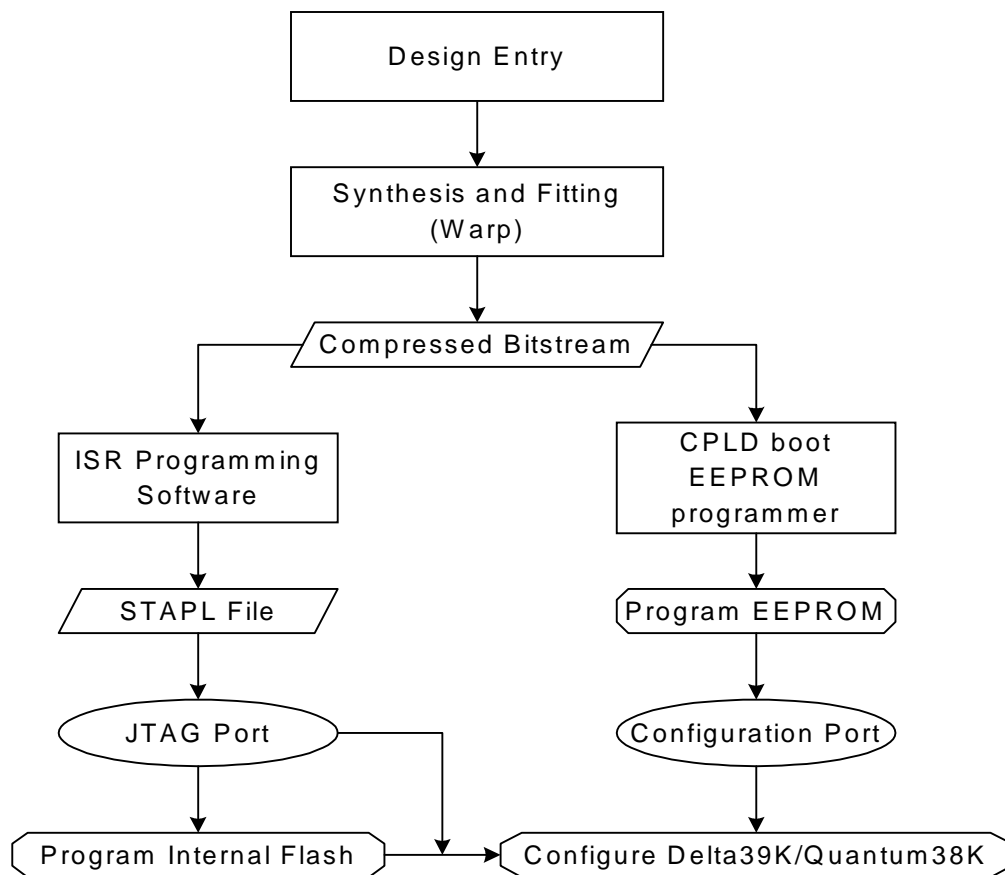 Design Entry
Synthesis and Fitting
(Warp)
Compressed Bitstream
ISR Programming
Software
CPLD boot
EEPROM
programmer
STAPL File
Program EEPROM
JTAG Port
Configuration Port
Program Internal Flash
Configure Delta39K/Quantum38K